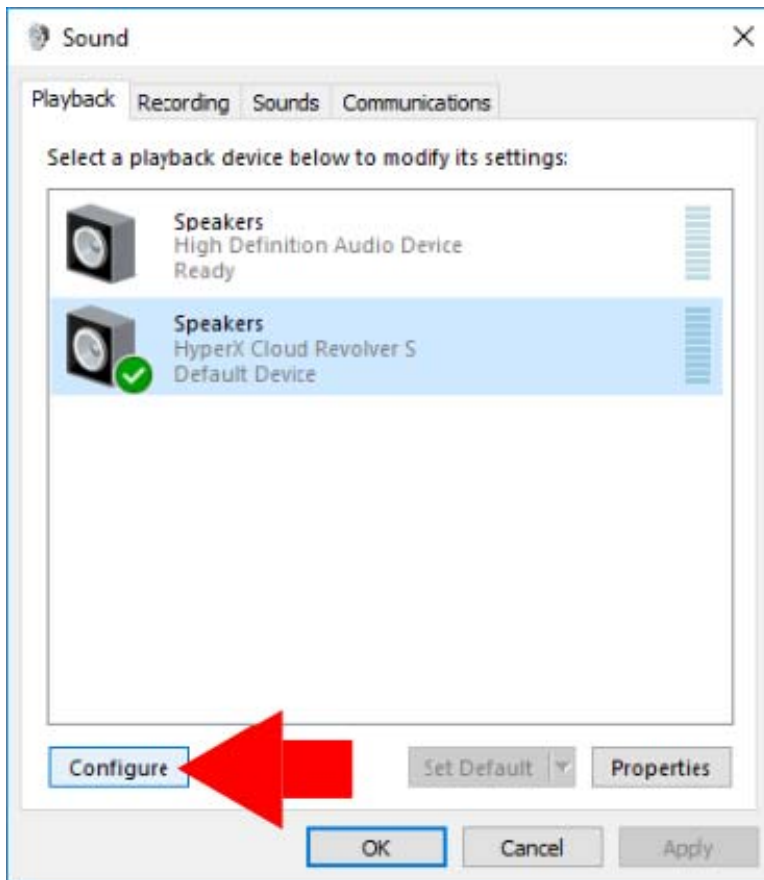 Sound
Playback Recording Sounds Communications
Select a playback device below to modify its settings:
Speakers
High Definition Audio Device
Ready
Speakers
HyperX Cloud Revolver S
Default Device
Configure Set Default Properties
OK Cancel Apply